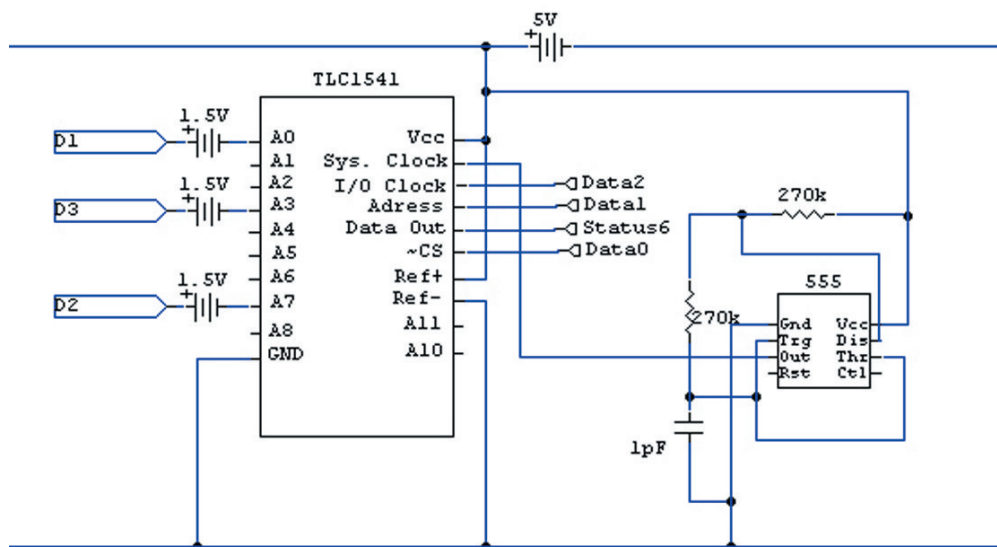 5V
TLC1541
1.5V
D1
A0
A1
A2
1.5V
D3
A3
A4
A5
A6
1.5V
D2
A7
A8
GND
Vcc
Sys. Clock
I/O Clock
Adress
Data Out
~CS
Ref+
Ref-
A11
A10
Data2
Data1
Status6
Data0
270k
270k
555
Gnd
Trg
Out
Rst
Vcc
Dis
Thr
Ctl
1pF